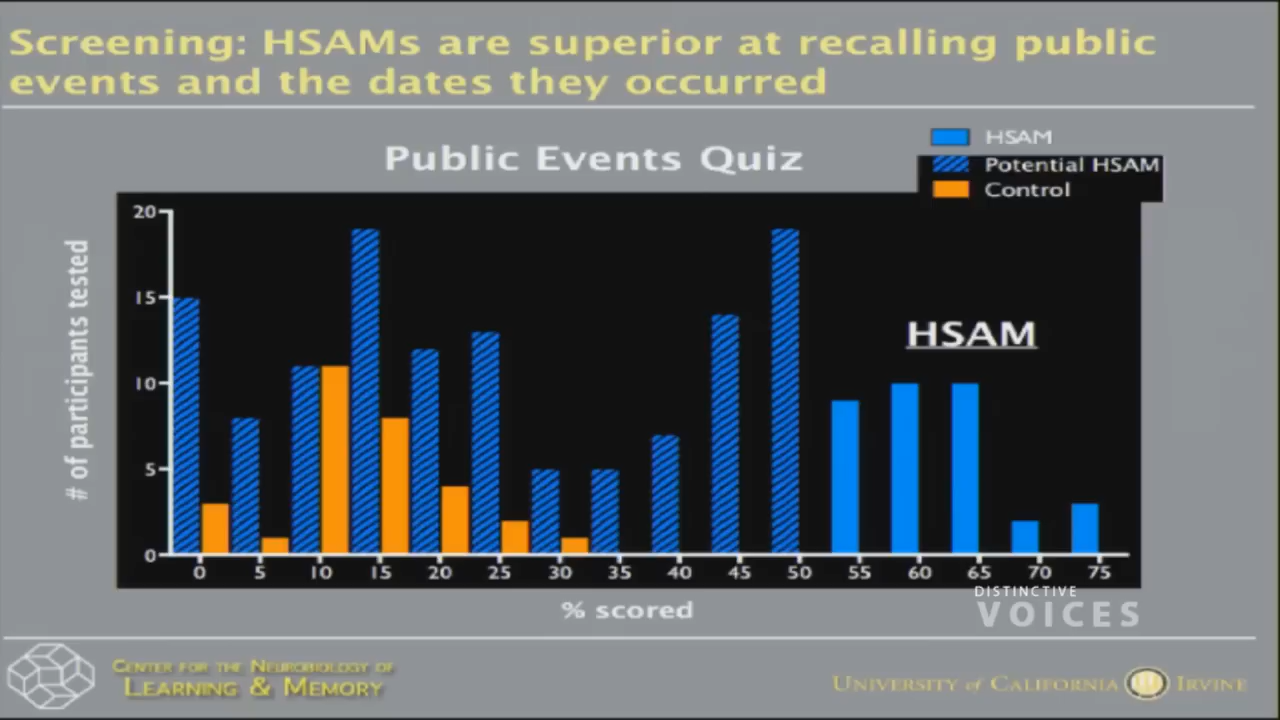 Screening: HSAMs are superior at recalling public
events and the dates they occurred
Public Events Quiz
HSAM
Potential HSAM
Control
# of participants tested
20
15
10
5
0
HSAM
0 5 10 15 20 25 30 35 40 45 50 55 60 65 70 75
% scored
DISTINCTIVE
VOICES
CENTER FOR THE NEUROBIOLOGY OF
LEARNING & MEMORY
UNIVERSITY of CALIFORNIA IRVINE